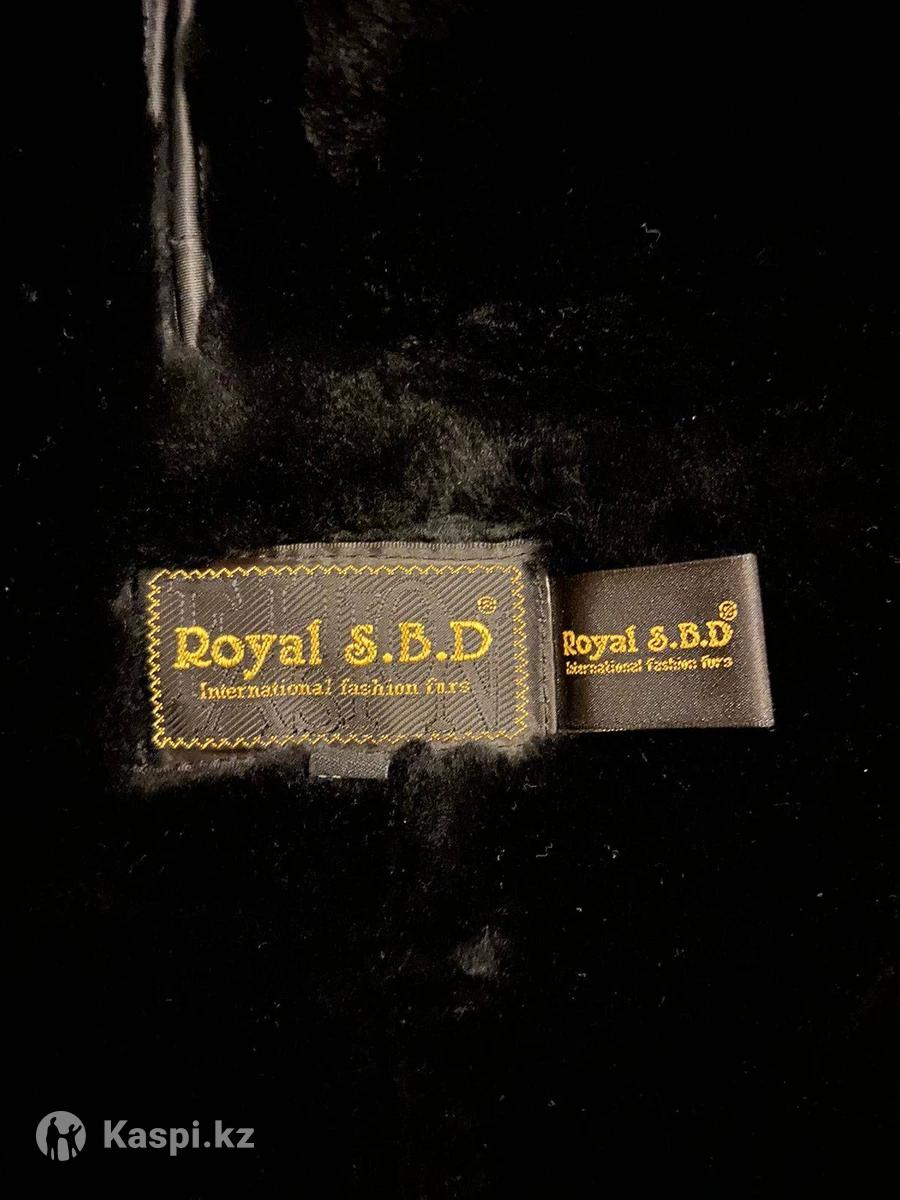 Royal S.B.D®
International fashion furs
Royal S.B.D®
International fashion furs
Kaspi.kz